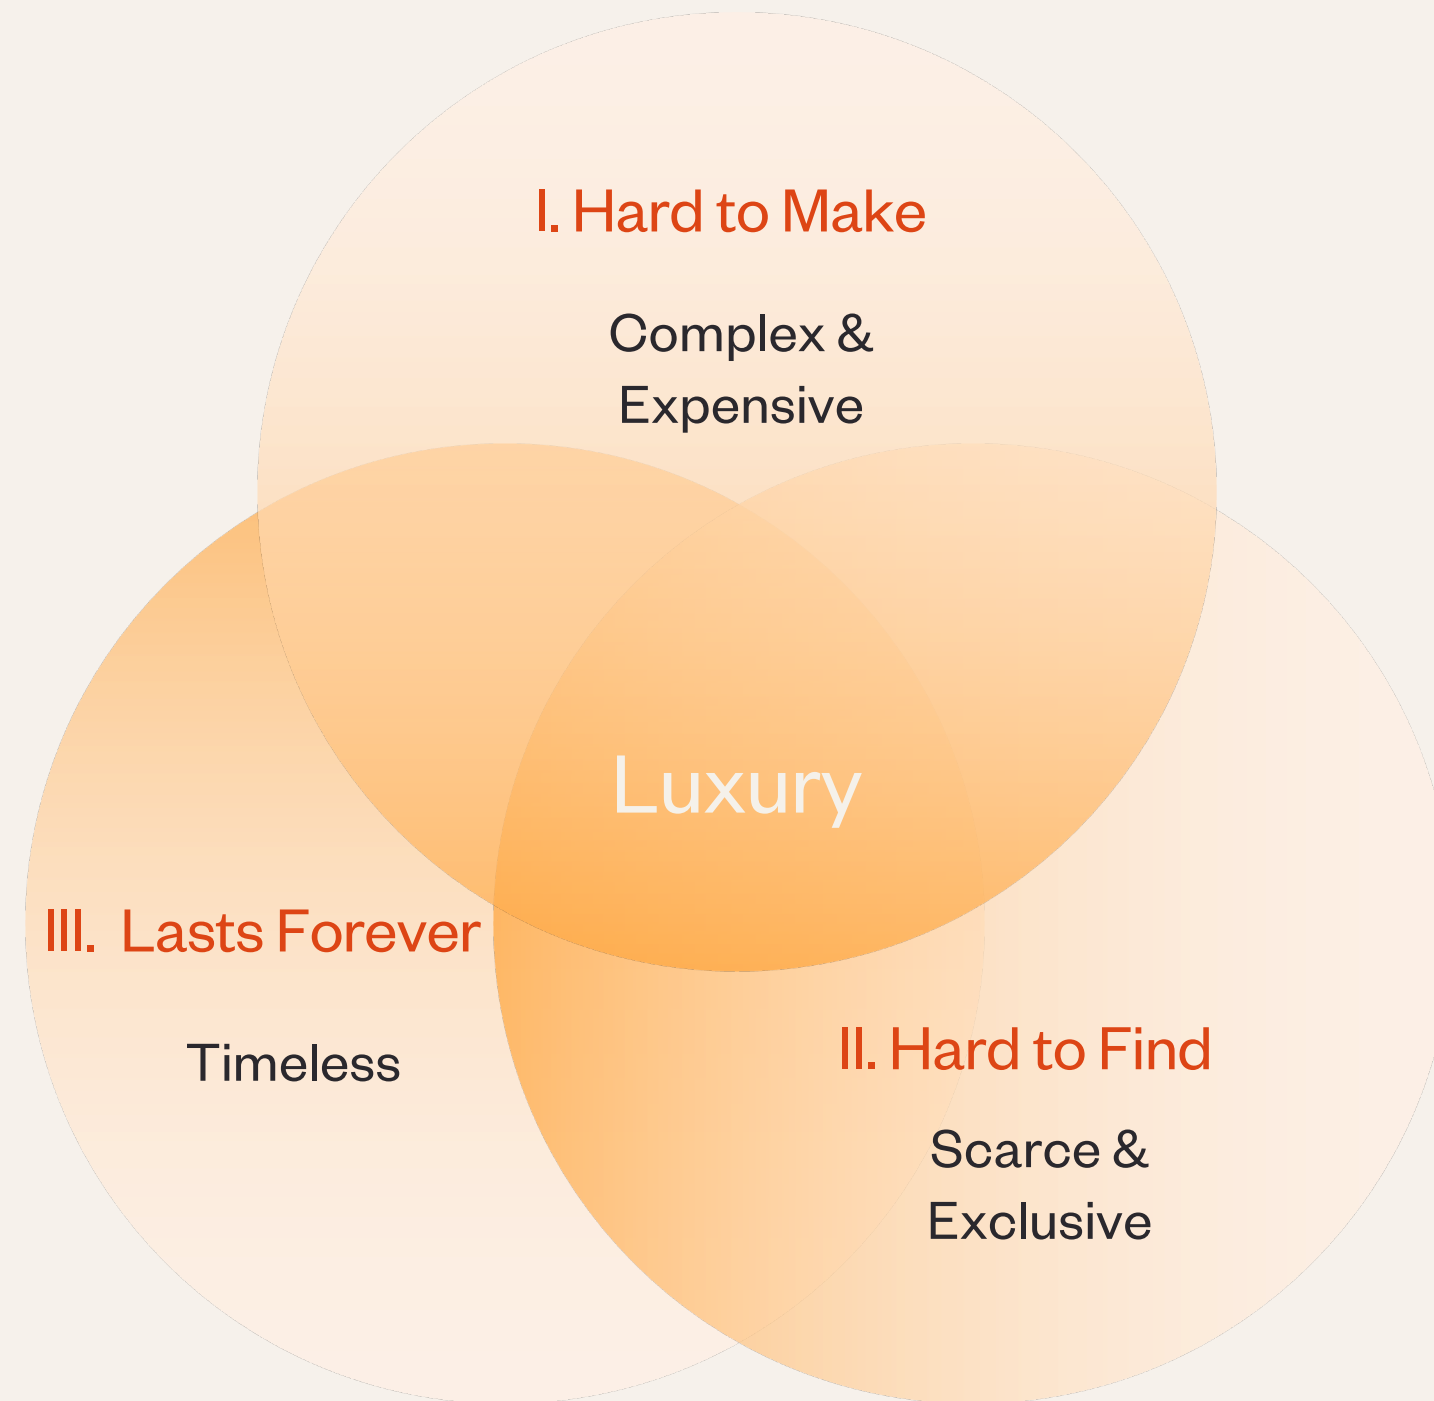 I. Hard to Make
Complex &
Expensive
Luxury
III. Lasts Forever
Timeless
II. Hard to Find
Scarce &
Exclusive